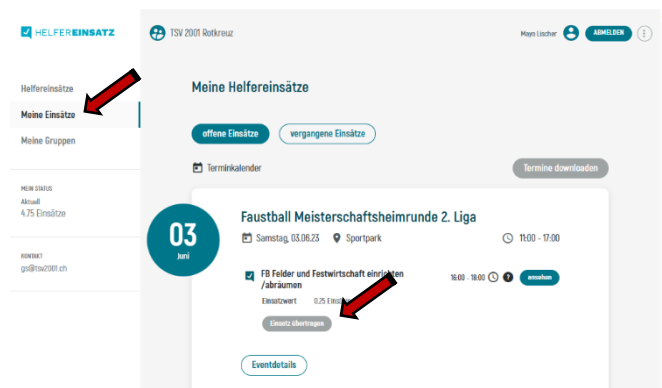 HELFEREINSATZ
TSV 2001 Rotkreuz
Maya Lischer
ABMELDEN
Helfereinsätze
Meine Einsätze
Meine Gruppen
MEIN STATUS
Aktuell
4.75 Einsätze
KONTAKT
gs@tsv2001.ch
Meine Helfereinsätze
offene Einsätze
vergangene Einsätze
Terminkalender
Termine downloaden
03
Juni
Faustball Meisterschaftsheimrunde 2. Liga
Samstag, 03.06.23 Sportpark 11:00 - 17:00
FB Felder und Festwirtschaft einrichten
/abräumen
16:00 - 18:00 ? ansehen
Einsatzwert 0.25
Einsatz übertragen
Eventdetails